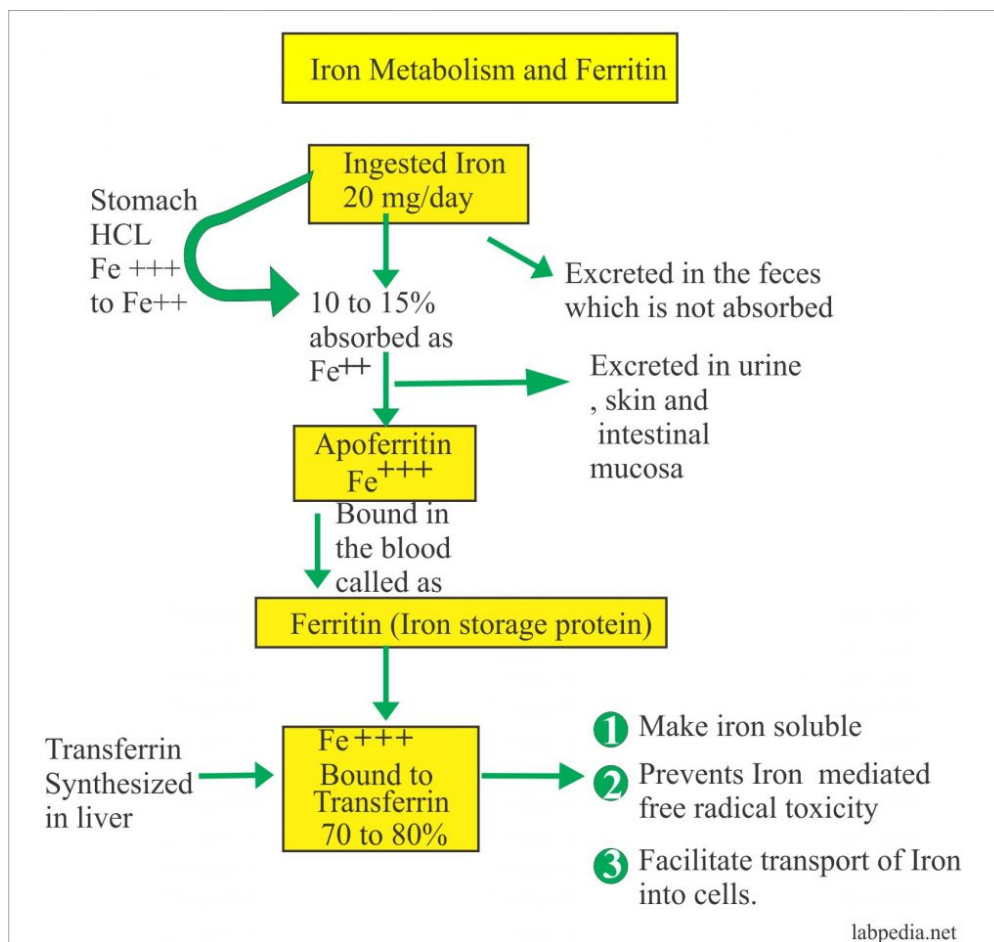 Iron Metabolism and Ferritin
Ingested Iron
20 mg/day
Stomach
HCL
Fe +++
to Fe++
10 to 15%
absorbed as
Fe++
Excreted in the feces
which is not absorbed
Excreted in urine
, skin and
intestinal
mucosa
Apoferritin
Fe+++
Bound in
the blood
called as
Ferritin (Iron storage protein)
Transferrin
Synthesized
in liver
Fe+++
Bound to
Transferrin
70 to 80%
1 Make iron soluble
2 Prevents Iron mediated
free radical toxicity
3 Facilitate transport of Iron
into cells.
labpedia.net